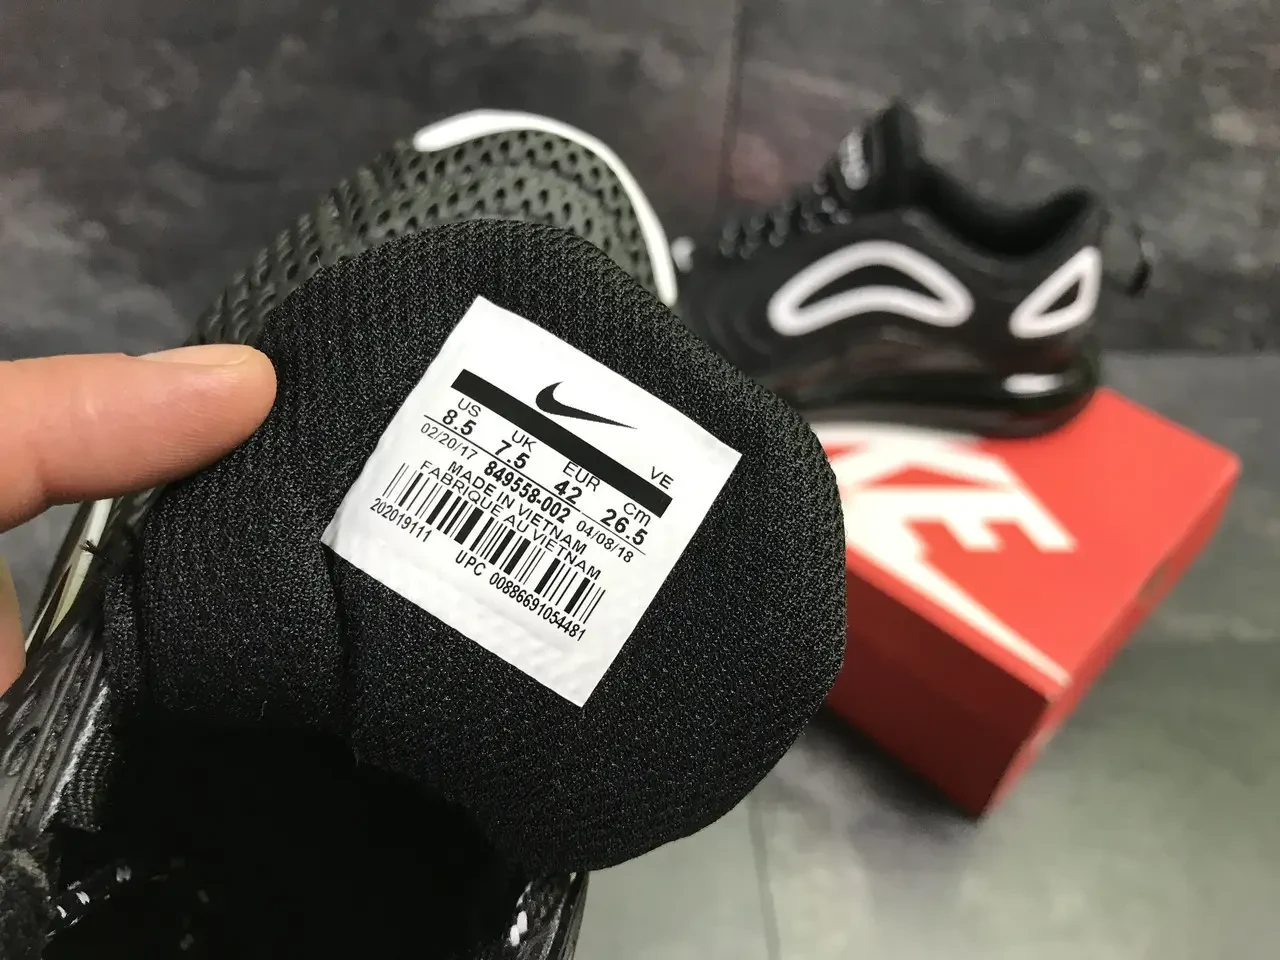 VE
US UK EUR cm
8.5 7.5 42 26.5
02/20/17 849558-002 04/08/18
MADE IN VIETNAM
FABRIQUE AU VIETNAM
202019111
UPC 00886691054481